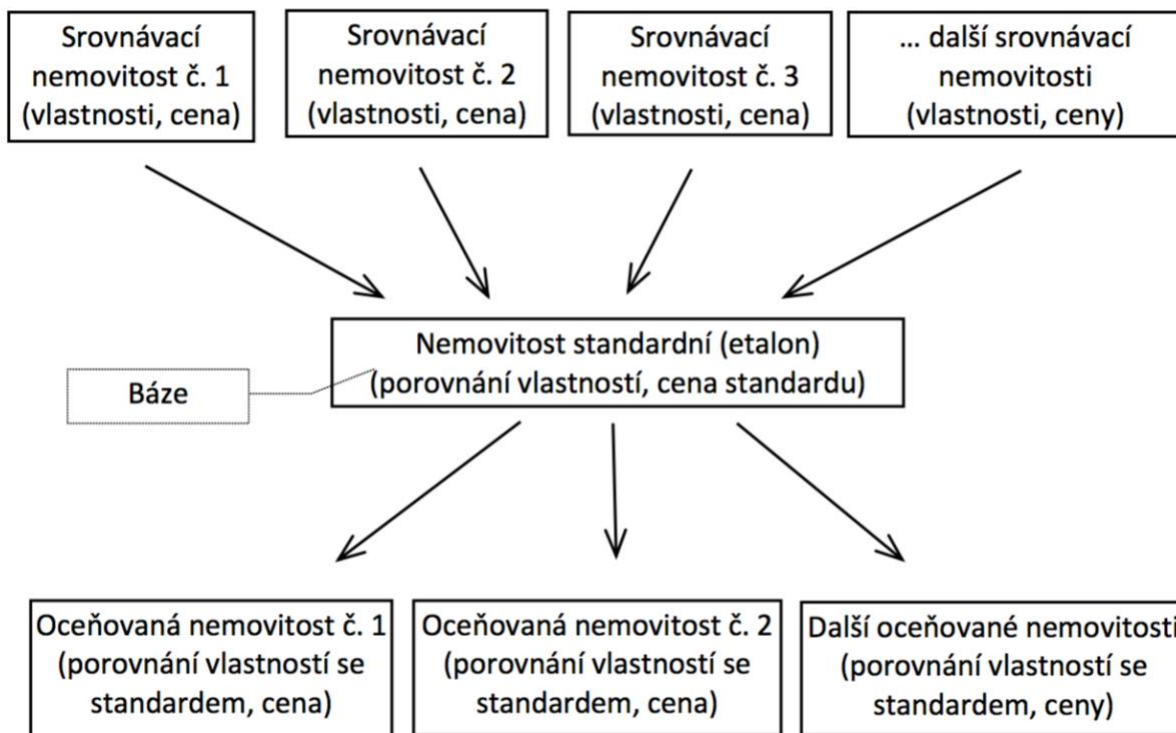 Srovnávací
nemovitost č. 1
(vlastnosti, cena)
Srovnávací
nemovitost č. 2
(vlastnosti, cena)
Srovnávací
nemovitost č. 3
(vlastnosti, cena)
... další srovnávací
nemovitosti
(vlastnosti, ceny)
Nemovitost standardní (etalon)
(porovnání vlastností, cena standardu)
Báze
Oceňovaná nemovitost č. 1
(porovnání vlastností se
standardem, cena)
Oceňovaná nemovitost č. 2
(porovnání vlastností se
standardem, cena)
Další oceňované nemovitosti
(porovnání vlastností se
standardem, ceny)